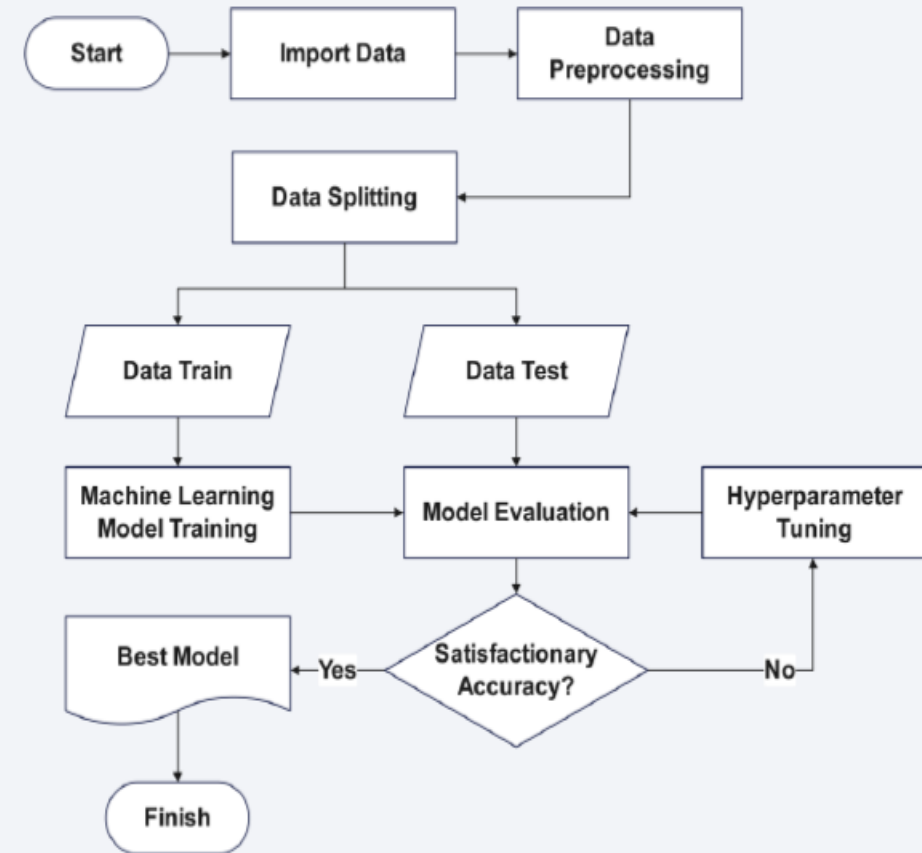 Start
Import Data
Data
Preprocessing
Data Splitting
Data Train
Data Test
Machine Learning
Model Training
Model Evaluation
Hyperparameter
Tuning
Best Model
Yes
Satisfactionary
Accuracy?
No
Finish